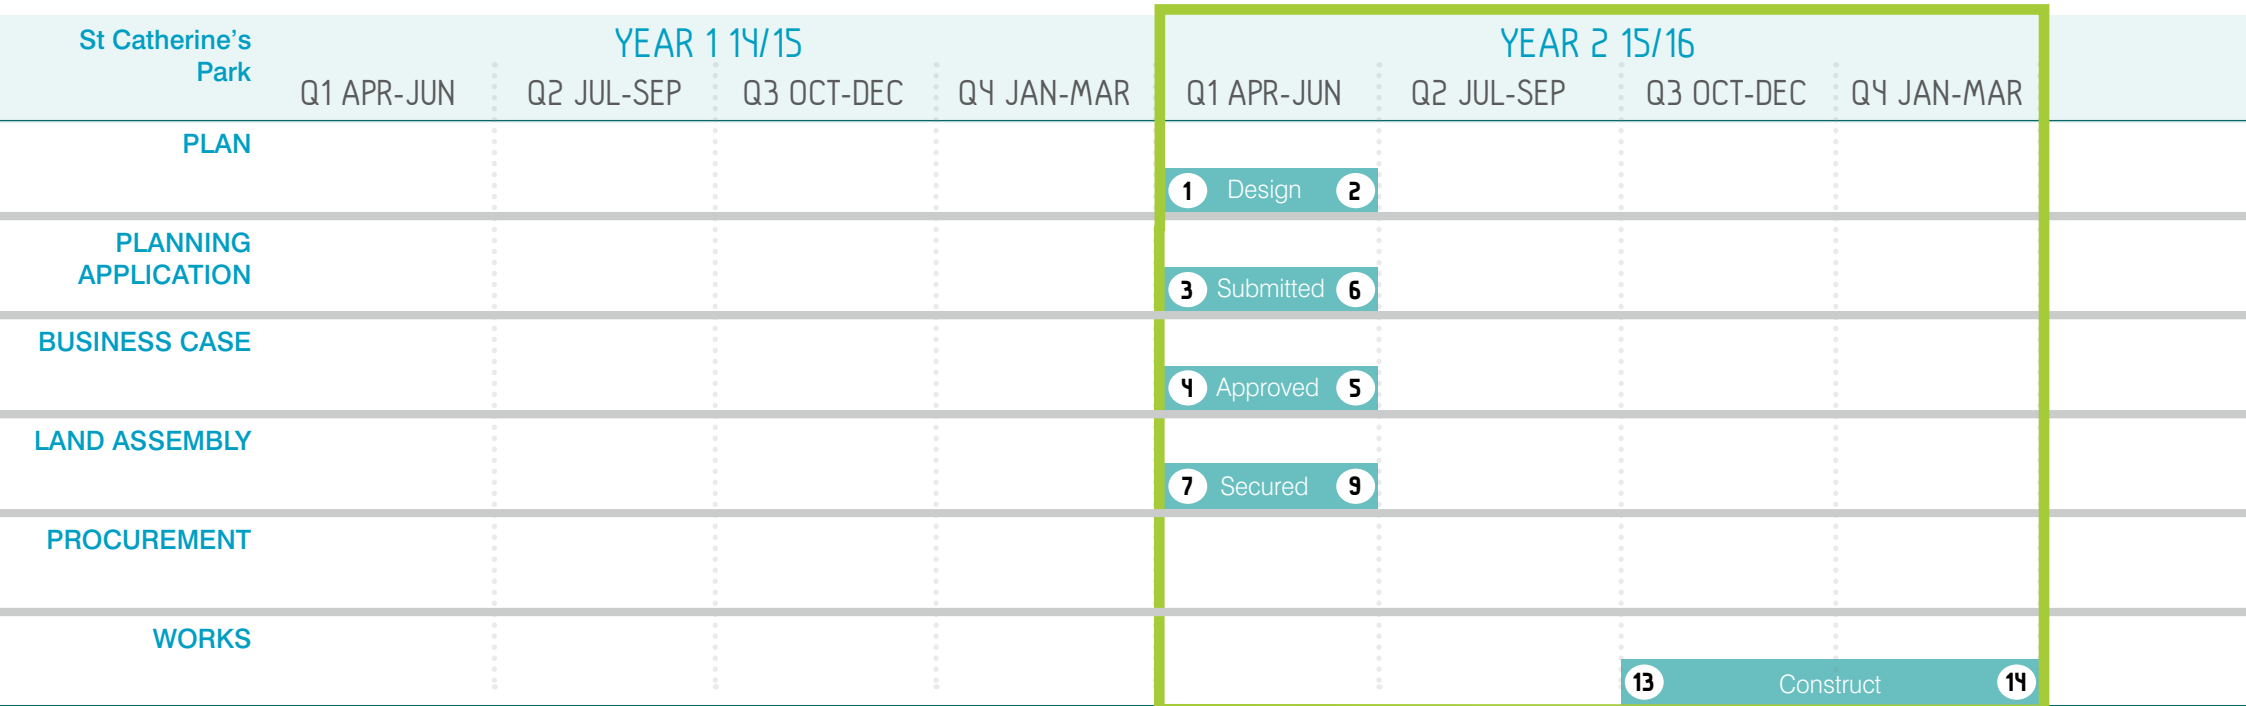 St Catherine's
Park
YEAR 1 14/15
YEAR 2 15/16
Q1 APR-JUN
Q2 JUL-SEP
Q3 OCT-DEC
Q4 JAN-MAR
Q1 APR-JUN
Q2 JUL-SEP
Q3 OCT-DEC
Q4 JAN-MAR
PLAN
1 Design 2
PLANNING
APPLICATION
3 Submitted 6
BUSINESS CASE
4 Approved 5
LAND ASSEMBLY
7 Secured 9
PROCUREMENT
WORKS
13 Construct 14